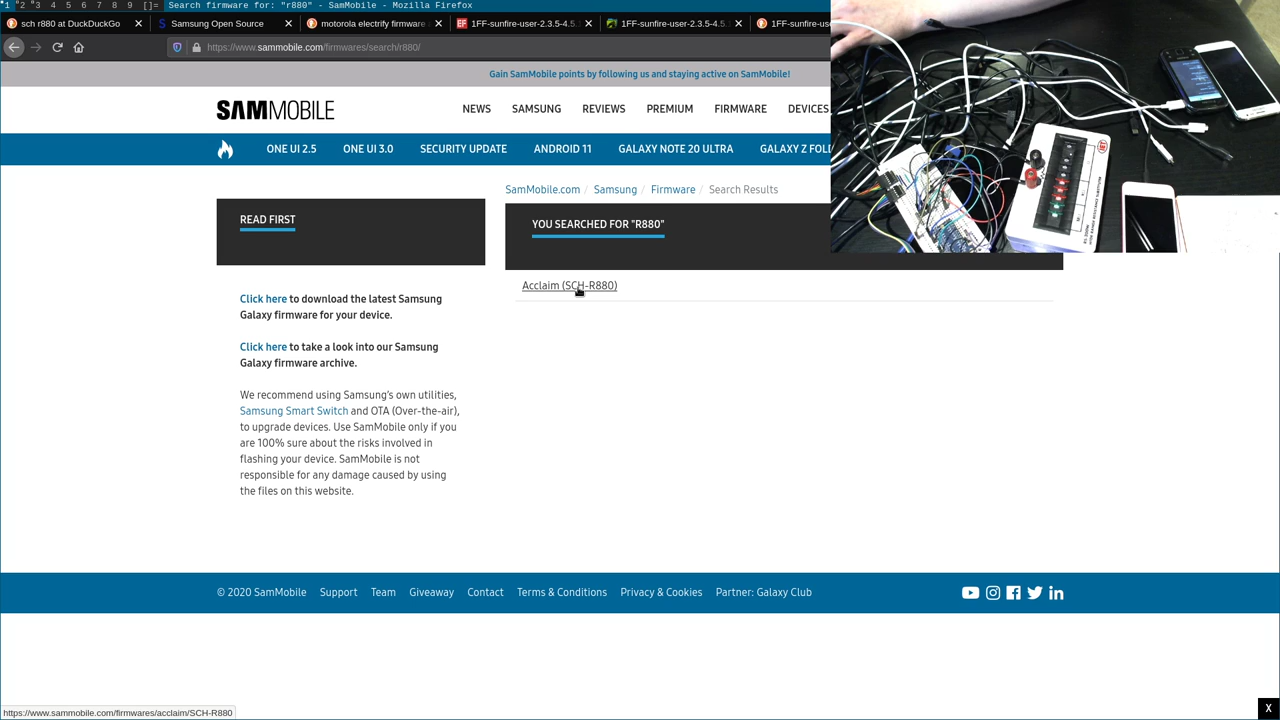 1 2 3 4 5 6 7 8 9 []= Search firmware for: "r880" - SamMobile - Mozilla Firefox
sch r880 at DuckDuckGo
Samsung Open Source
motorola electrify firmware
1FF-sunfire-user-2.3.5-4.5.
1FF-sunfire-user-2.3.5-4.5.
1FF-sunfire-us
https://www.sammobile.com/firmwares/search/r880/
Gain SamMobile points by following us and staying active on SamMobile!
SAMMOBILE
NEWS SAMSUNG REVIEWS PREMIUM FIRMWARE DEVICES
ONE UI 2.5 ONE UI 3.0 SECURITY UPDATE ANDROID 11 GALAXY NOTE 20 ULTRA GALAXY Z FOLD
SamMobile.com / Samsung / Firmware / Search Results
READ FIRST
YOU SEARCHED FOR "R880"
Acclaim (SCH-R880)
Click here to download the latest Samsung
Galaxy firmware for your device.
Click here to take a look into our Samsung
Galaxy firmware archive.
We recommend using Samsung's own utilities,
Samsung Smart Switch and OTA (Over-the-air),
to upgrade devices. Use SamMobile only if you
are 100% sure about the risks involved in
flashing your device. SamMobile is not
responsible for any damage caused by using
the files on this website.
© 2020 SamMobile Support Team Giveaway Contact Terms & Conditions Privacy & Cookies Partner: Galaxy Club
https://www.sammobile.com/firmwares/acclaim/SCH-R880
X